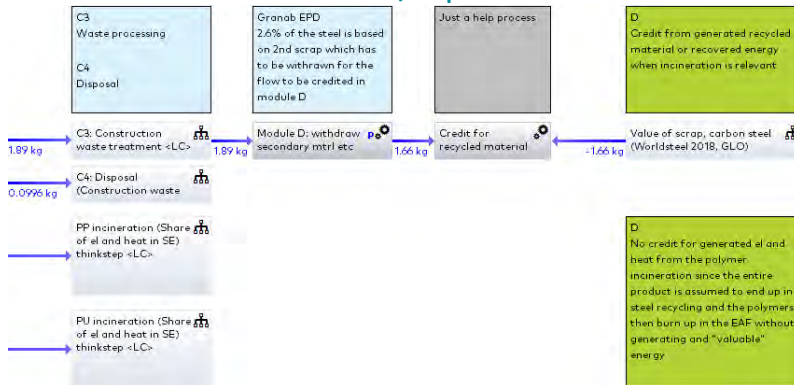 C3
Waste processing
C4
Disposal
Granab EPD
2.6% of the steel is based
on 2nd scrap which has
to be withrawn for the
flow to be credited in
module D
Just a help process
D
Credit from generated recycled
material or recovered energy
when incineration is relevant
1.89 kg
C3: Construction
waste treatment <LC>
1.89 kg
Module D: withdraw
secondary mtrl etc
p
1.66 kg
Credit for
recycled material
-1.66 kg
Value of scrap, carbon steel
(Worldsteel 2018, GLO)
0.0996 kg
C4: Disposal
(Construction waste
PP incineration (Share
of el and heat in SE)
thinkstep <LC>
PU incineration (Share
of el and heat in SE)
thinkstep <LC>
D
No credit for generated el and
heat from the polymer
incineration since the entire
product is assumed to end up in
steel recycling and the polymers
then burn up in the EAF without
generating and "valuable"
energy